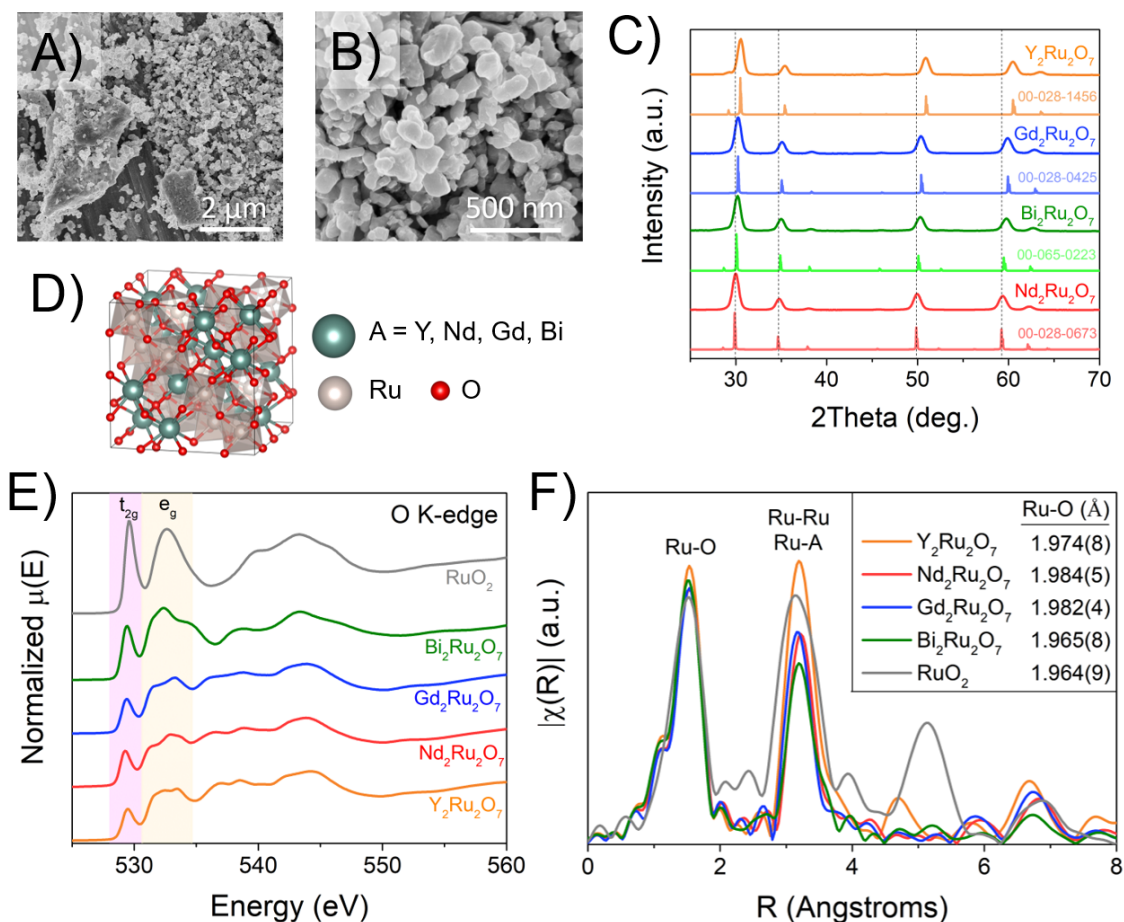 A)
2 µm
B)
500 nm
C)
Intensity (a.u.)
Y₂Ru₂O₇
00-028-1456
Gd₂Ru₂O₇
00-028-0425
Bi₂Ru₂O₇
00-065-0223
Nd₂Ru₂O₇
00-028-0673
30 40 50 60 70
2Theta (deg.)
D)
A = Y, Nd, Gd, Bi
Ru O
E)
t₂g e_g
O K-edge
Normalized µ(E)
RuO₂
Bi₂Ru₂O₇
Gd₂Ru₂O₇
Nd₂Ru₂O₇
Y₂Ru₂O₇
530 540 550 560
Energy (eV)
F)
|χ(R)| (a.u.)
Ru-O
Ru-Ru
Ru-A
Ru-O (Å)
Y₂Ru₂O₇ 1.974(8)
Nd₂Ru₂O₇ 1.984(5)
Gd₂Ru₂O₇ 1.982(4)
Bi₂Ru₂O₇ 1.965(8)
RuO₂ 1.964(9)
0 2 4 6 8
R (Angstroms)